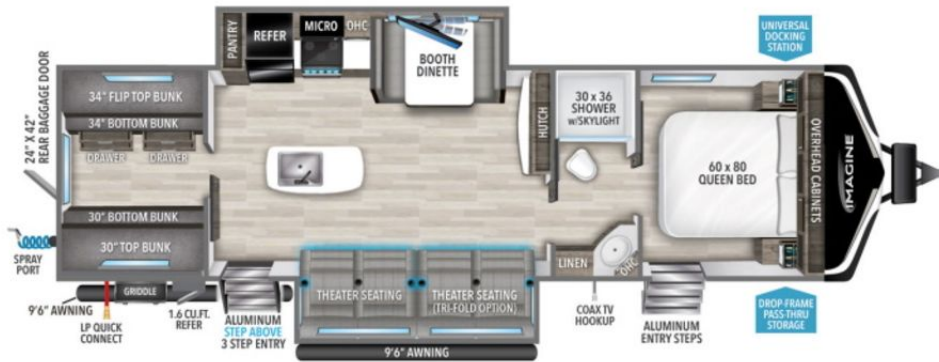 PANTRY
REFER
MICRO
OHC
BOOTH
DINETTE
UNIVERSAL
DOCKING
STATION
24" X 42"
REAR BAGGAGE DOOR
34" FLIP TOP BUNK
34" BOTTOM BUNK
DRAWER
DRAWER
HUTCH
30 x 36
SHOWER
w/SKYLIGHT
60 x 80
QUEEN BED
OVERHEAD CABINETS
IMAGINE
30" BOTTOM BUNK
30" TOP BUNK
SPRAY
PORT
LINEN
OHC
THEATER SEATING
THEATER SEATING
(TRI-FOLD OPTION)
GRIDDLE
9'6" AWNING
LP QUICK
CONNECT
1.6 CU.FT.
REFER
ALUMINUM
STEP ABOVE
3 STEP ENTRY
9'6" AWNING
COAX TV
HOOKUP
ALUMINUM
ENTRY STEPS
DROP-FRAME
PASS-THRU
STORAGE